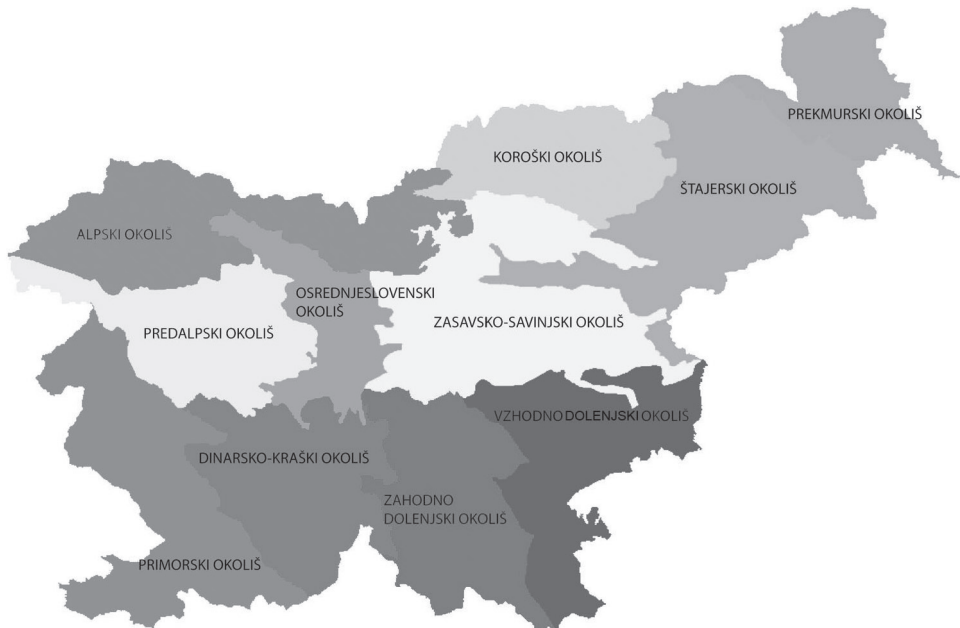 PREKMURSKI OKOLIŠ
KOROŠKI OKOLIŠ
ŠTAJERSKI OKOLIŠ
ALPSKI OKOLIŠ
OSREDNJESLOVENSKI
OKOLIŠ
PREDALPSKI OKOLIŠ
ZASAVSKO-SAVINJSKI OKOLIŠ
VZHODNO DOLENJSKI OKOLIŠ
DINARSKO-KRAŠKI OKOLIŠ
ZAHODNO
DOLENJSKI OKOLIŠ
PRIMORSKI OKOLIŠ